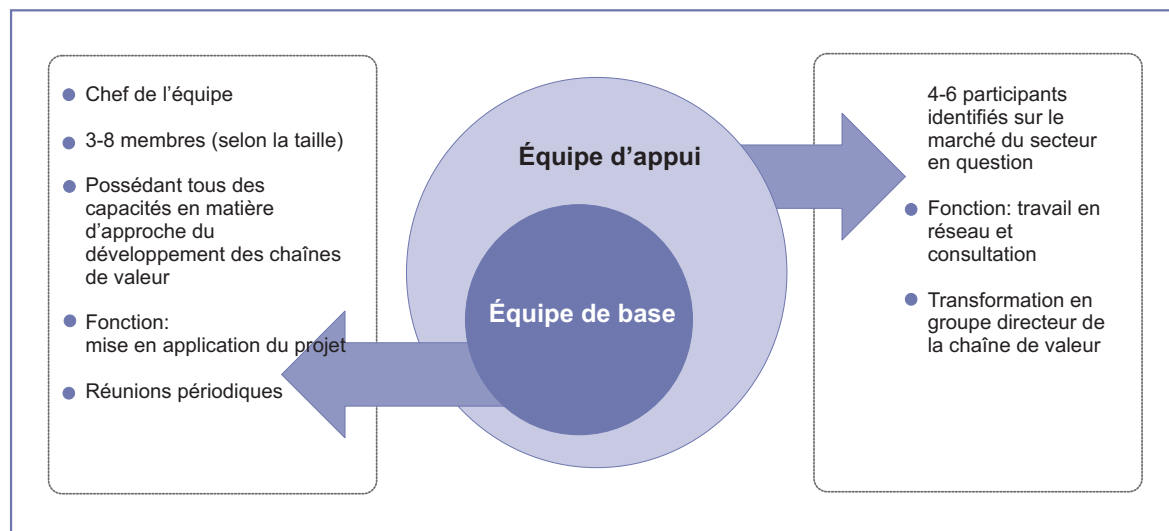 Chef de l’équipe
3-8 membres (selon la taille)
Possédant tous des
capacités en matière
d’approche du
développement des chaînes
de valeur
Fonction:
mise en application du projet
Réunions périodiques
Équipe d’appui
Équipe de base
4-6 participants
identifiés sur le
marché du secteur
en question
Fonction: travail en
réseau et
consultation
Transformation en
groupe directeur de
la chaîne de valeur